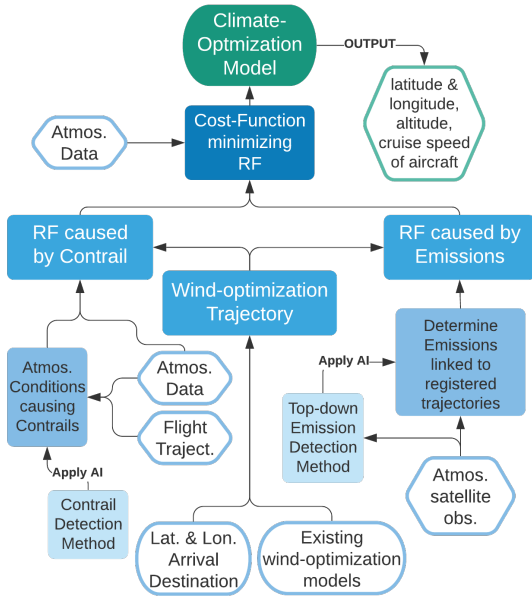 Climate-
Optmization
Model
OUTPUT
latitude &
longitude,
altitude,
cruise speed
of aircraft
Cost-Function
minimizing
RF
Atmos.
Data
RF caused
by Contrail
RF caused by
Emissions
Wind-optimization
Trajectory
Atmos.
Conditions
causing
Contrails
Atmos.
Data
Flight
Traject.
Apply AI
Determine
Emissions
linked to
registered
trajectories
Top-down
Emission
Detection
Method
Apply AI
Contrail
Detection
Method
Lat. & Lon.
Arrival
Destination
Existing
wind-optimization
models
Atmos.
satellite
obs.